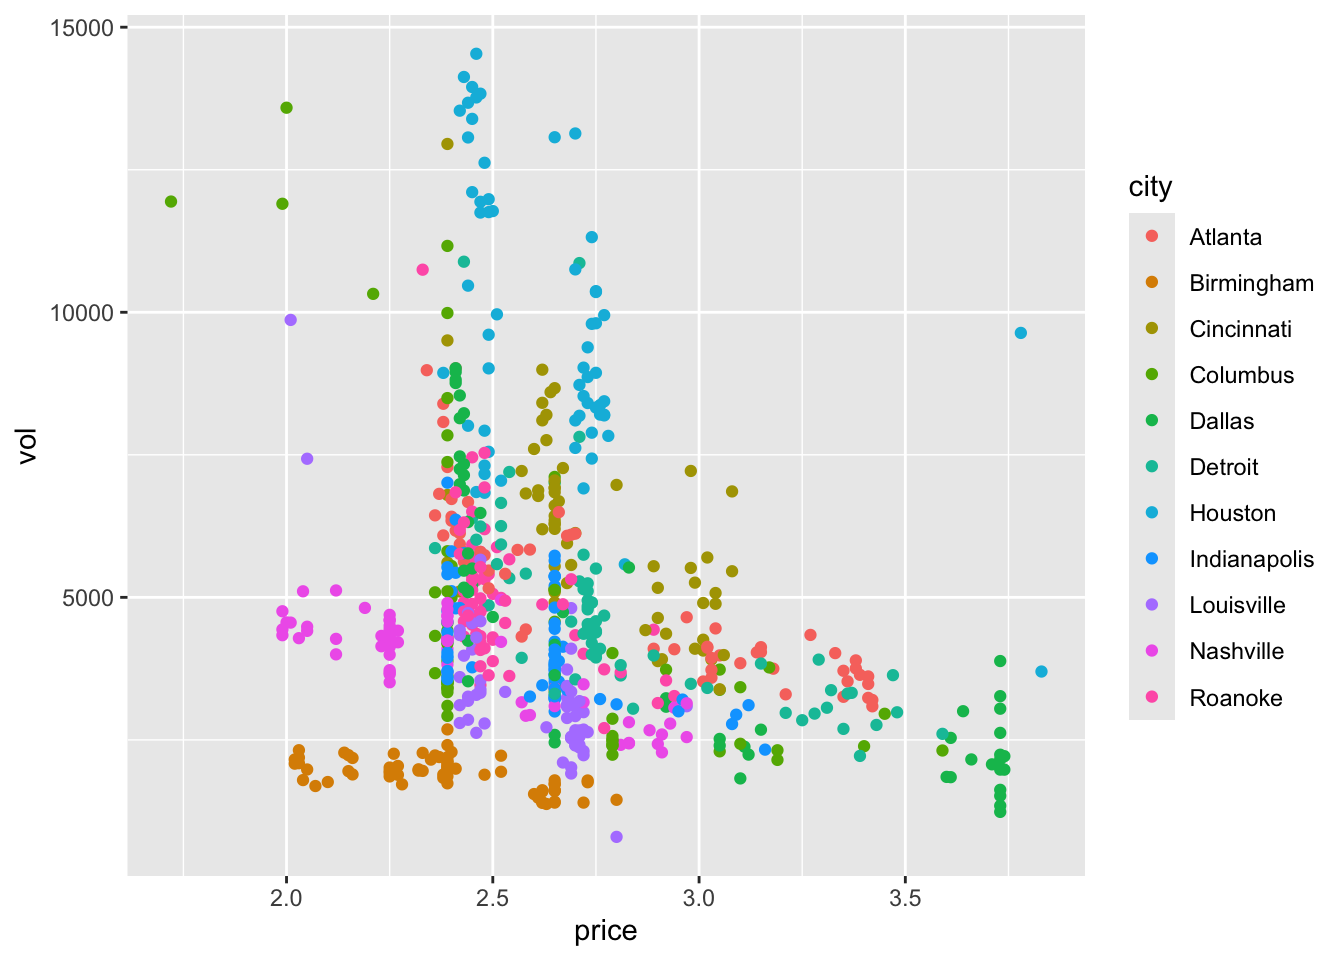 15000
10000
5000
vol
2.0 2.5 3.0 3.5
price
city
Atlanta
Birmingham
Cincinnati
Columbus
Dallas
Detroit
Houston
Indianapolis
Louisville
Nashville
Roanoke